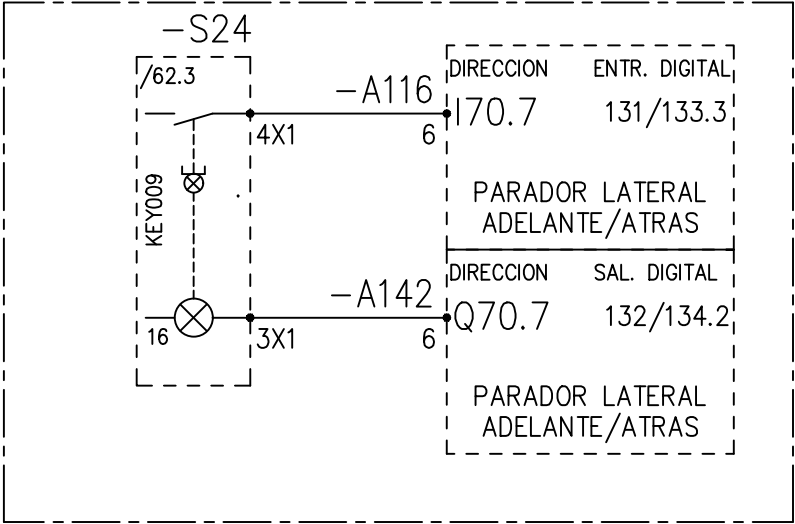 -S24
/62.3
DIRECCION ENTR. DIGITAL
-A116
I70.7 131/133.3
4X1
6
KEY009
PARADOR LATERAL
ADELANTE/ATRAS
DIRECCION SAL. DIGITAL
-A142
Q70.7 132/134.2
16
3X1
6
PARADOR LATERAL
ADELANTE/ATRAS